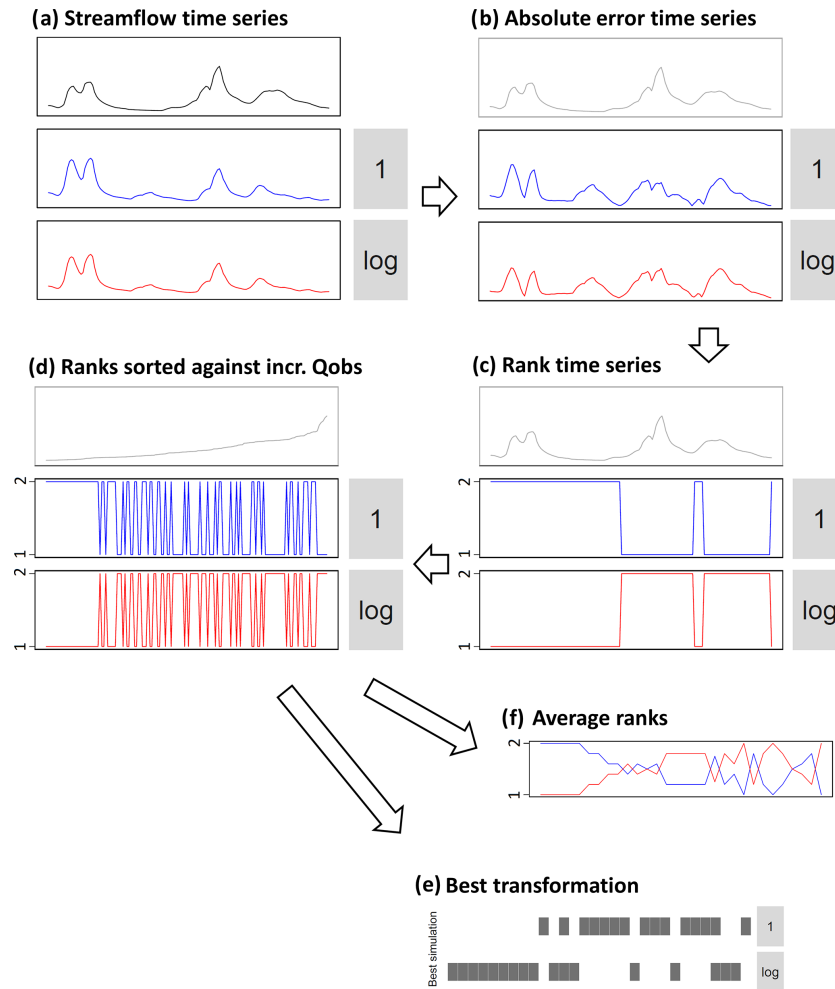 (a) Streamflow time series
(b) Absolute error time series
1
log
1
log
(d) Ranks sorted against incr. Qobs
(c) Rank time series
2
1
1
2
1
log
2
1
1
2
1
log
(f) Average ranks
2
1
(e) Best transformation
Best simulation
1
log